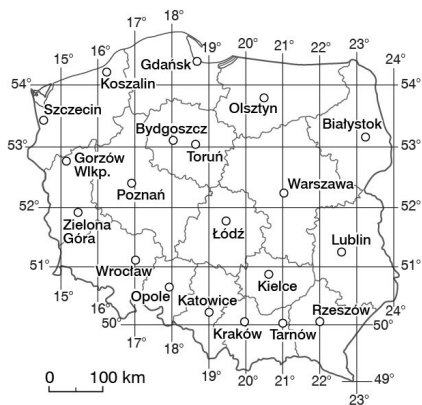 18°
17°
16°
15°
19°
20°
21°
22°
23°
24°
Gdańsk
Koszalin
54°
54°
Szczecin
Olsztyn
Bydgoszcz
Białystok
Toruń
53°
53°
Gorzów
Wlkp.
Poznań
Warszawa
52°
52°
Zielona
Góra
Łódź
Lublin
51°
51°
Wrocław
Kielce
15°
Opole
Katowice
Rzeszów
16°
24°
50°
50°
Kraków
Tarnów
17°
18°
19°
20°
21°
22°
49°
23°
0
100 km